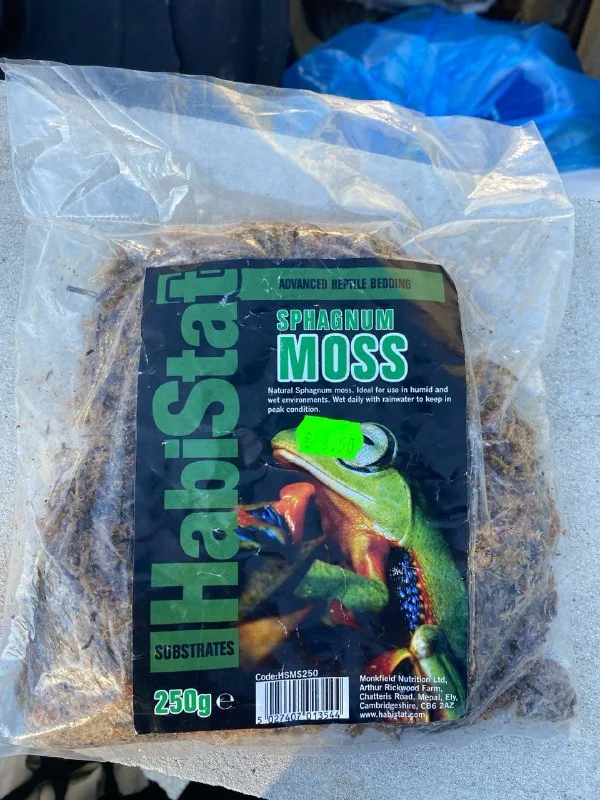 HabiStat
SUBSTRATES
ADVANCED REPTILE BEDDING
SPHAGNUM
MOSS
Natural Sphagnum moss. Ideal for use in humid and
wet environments. Wet daily with rainwater to keep in
peak condition.
£ 8.50
250g e
Code:HSMS250
5 027407 013544
Monkfield Nutrition Ltd,
Arthur Rickwood Farm,
Chatteris Road, Mepal, Ely,
Cambridgeshire, CB6 2AZ
www.habistat.com